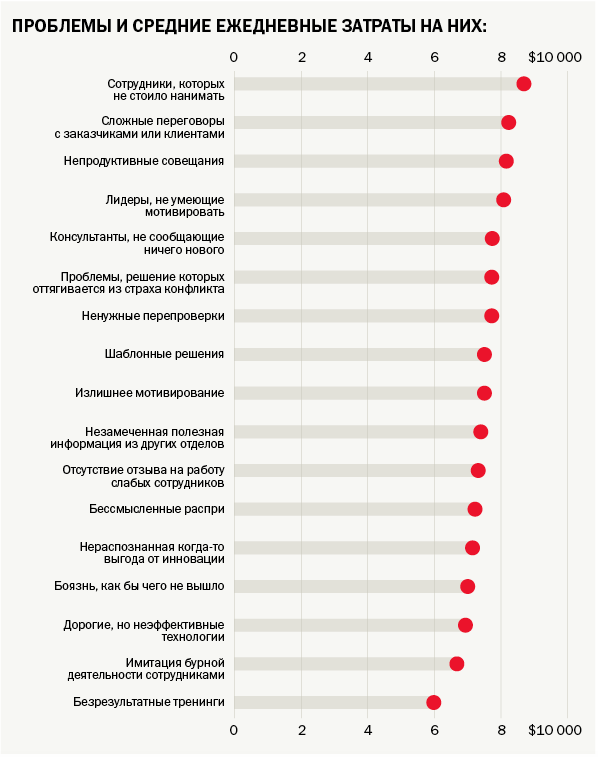 ПРОБЛЕМЫ И СРЕДНИЕ ЕЖЕДНЕВНЫЕ ЗАТРАТЫ НА НИХ:
0 2 4 6 8 $10 000
Сотрудники, которых
не стоило нанимать
Сложные переговоры
с заказчиками или клиентами
Непродуктивные совещания
Лидеры, не умеющие
мотивировать
Консультанты, не сообщающие
ничего нового
Проблемы, решение которых
оттягивается из страха конфликта
Ненужные перепроверки
Шаблонные решения
Излишнее мотивирование
Незамеченная полезная
информация из других отделов
Отсутствие отзыва на работу
слабых сотрудников
Бессмысленные распри
Нераспознанная когда-то
выгода от инновации
Боязнь, как бы чего не вышло
Дорогие, но неэффективные
технологии
Имитация бурной
деятельности сотрудниками
Безрезультатные тренинги
0 2 4 6 8 $10 000